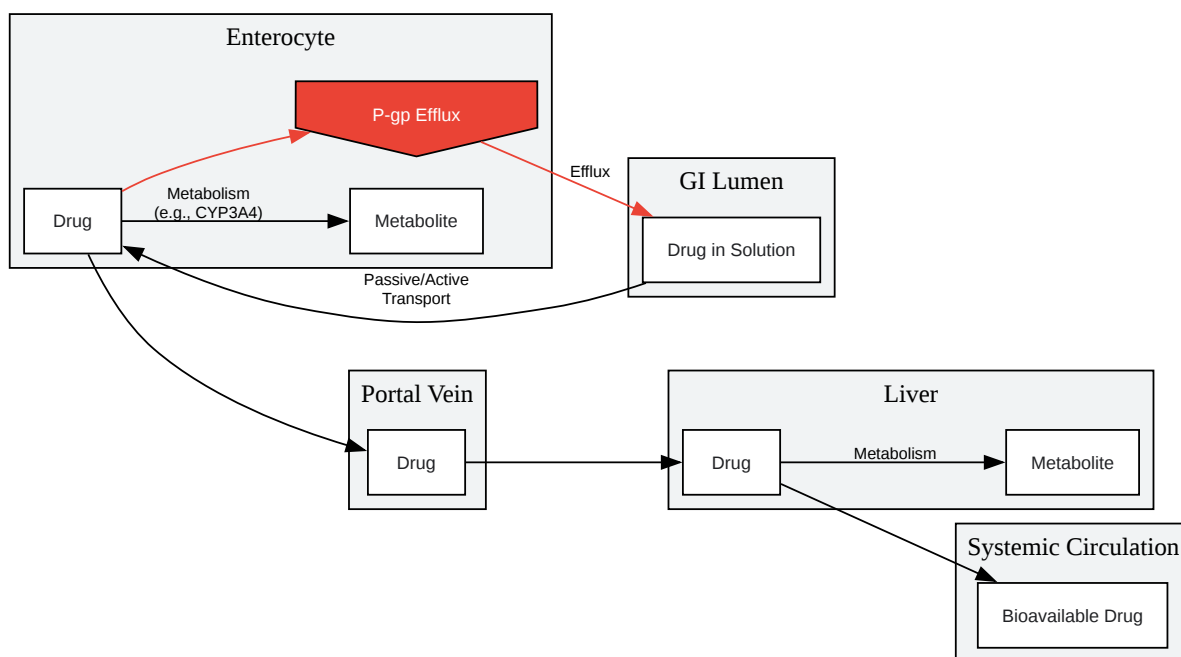 Enterocyte
P-gp Efflux
Efflux
GI Lumen
Drug
Metabolism
(e.g., CYP3A4)
Metabolite
Drug in Solution
Passive/Active
Transport
Portal Vein
Liver
Drug
Drug
Metabolism
Metabolite
Systemic Circulation
Bioavailable Drug